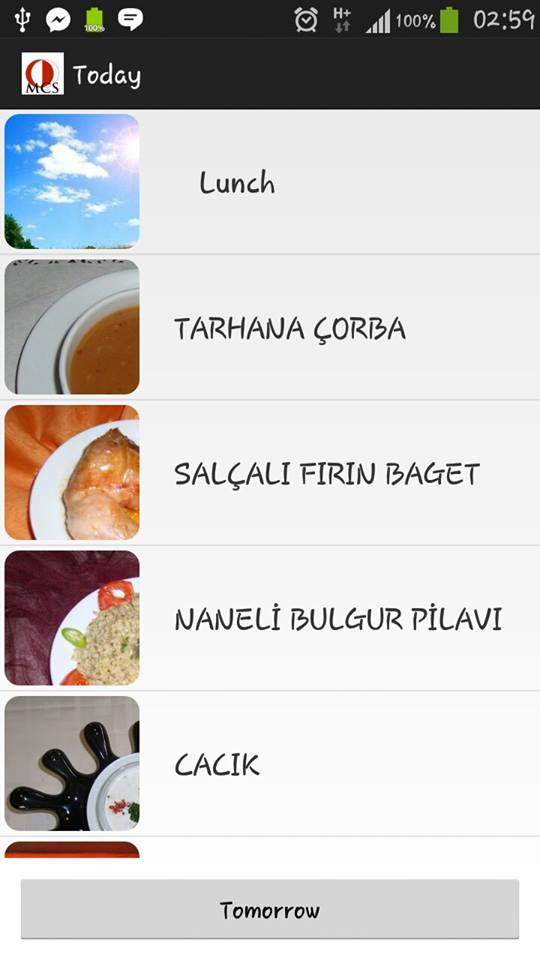 100% H+ 100% 02:59
MCS Today
Lunch
TARHANA ÇORBA
SALÇALI FIRIN BAGET
NANELİ BULGUR PİLAVI
CACIK
Tomorrow